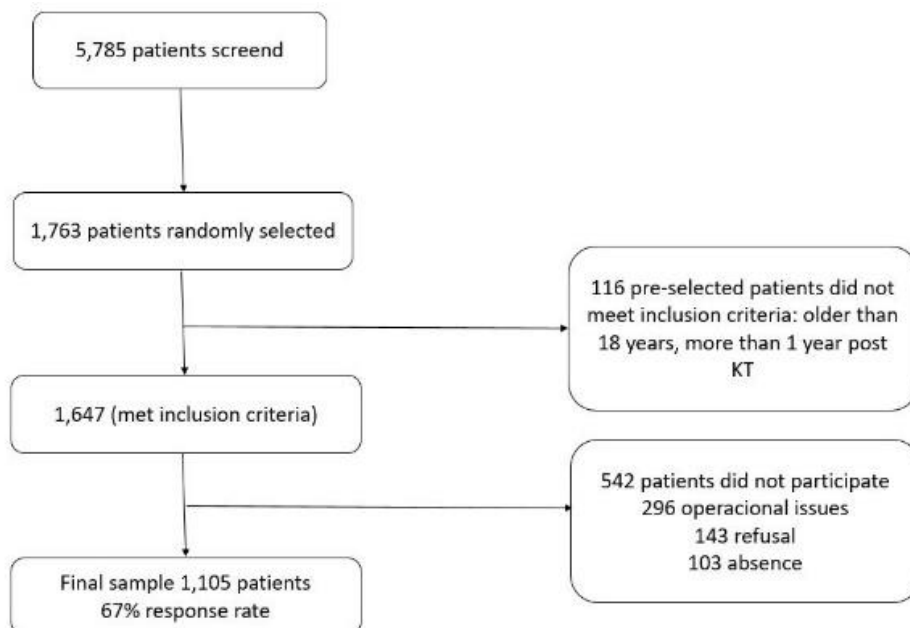 5,785 patients screend
1,763 patients randomly selected
116 pre-selected patients did not
meet inclusion criteria: older than
18 years, more than 1 year post
KT
1,647 (met inclusion criteria)
542 patients did not participate
296 operacional issues
143 refusal
103 absence
Final sample 1,105 patients
67% response rate